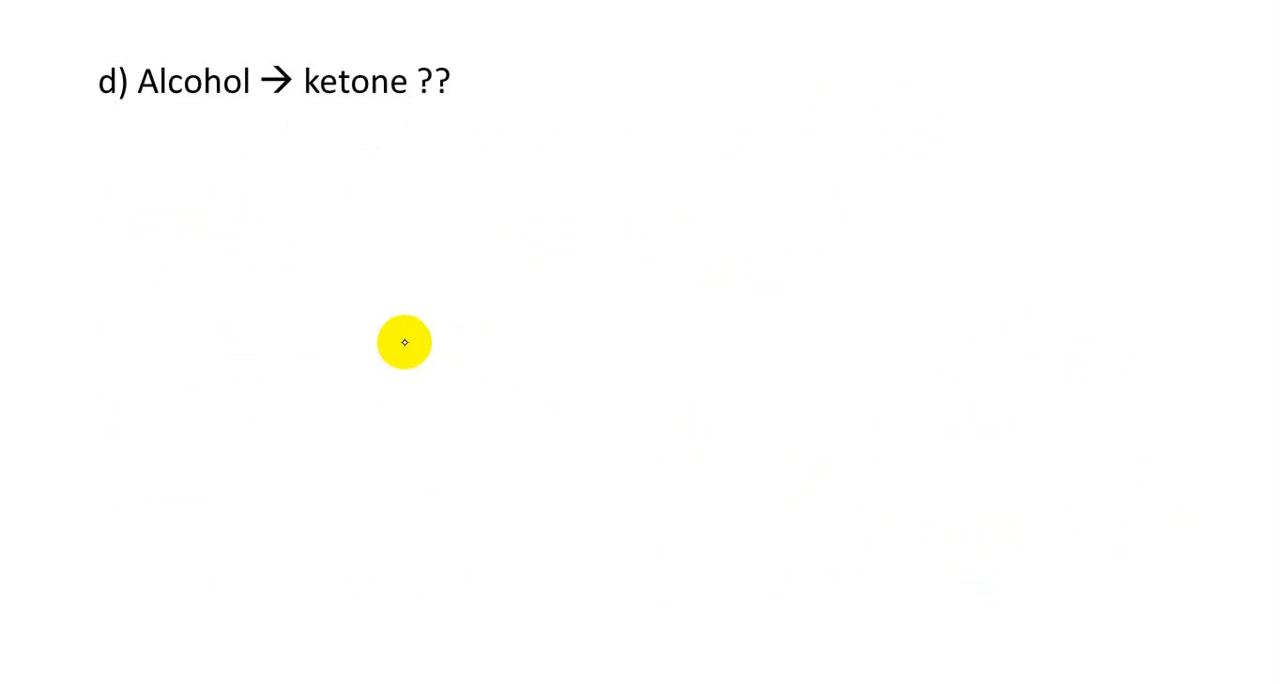 d) Alcohol → ketone ??